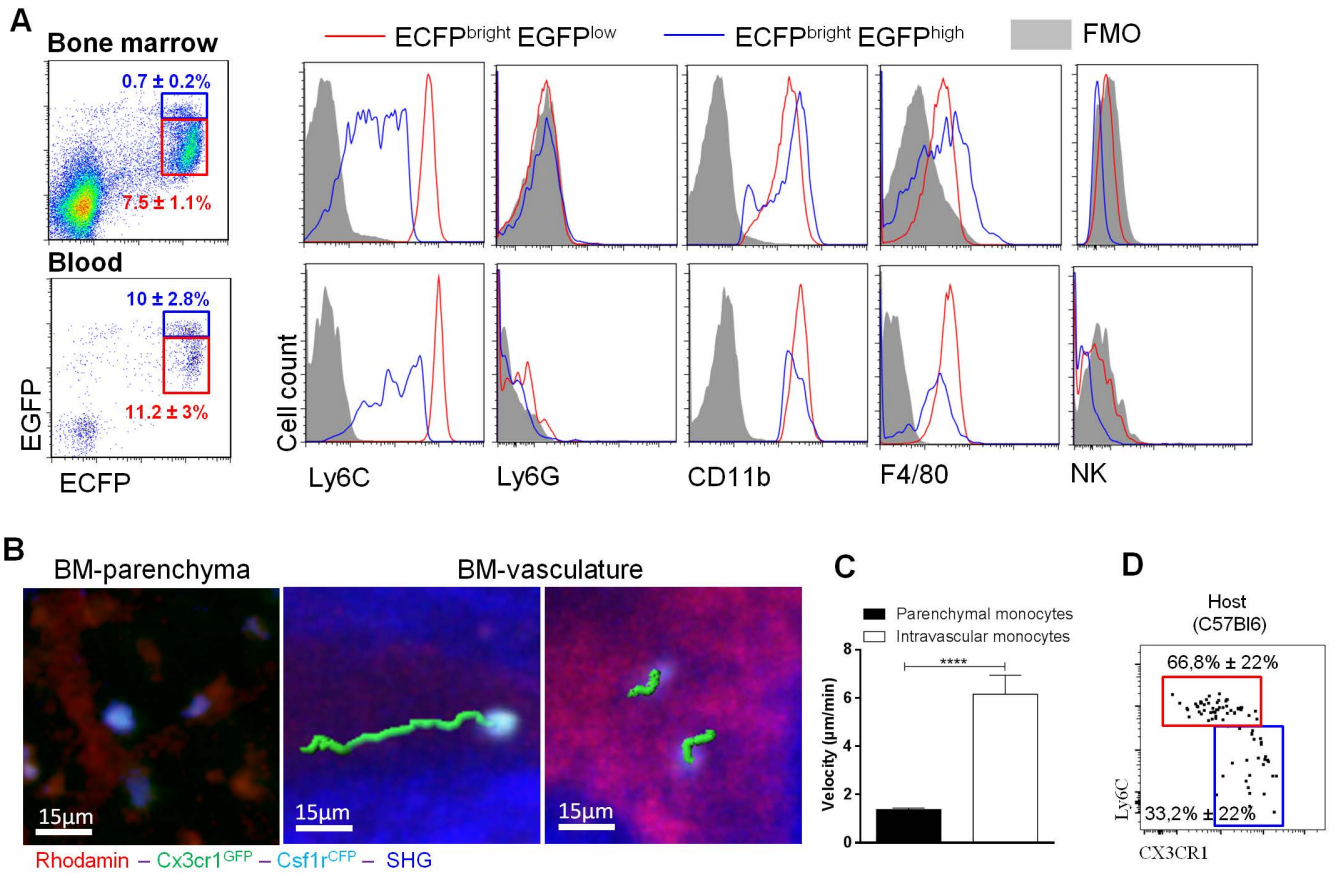 A
Bone marrow
ECFPbright EGFPlow
ECFPbright EGFPhigh
FMO
0.7 ± 0.2%
7.5 ± 1.1%
Blood
10 ± 2.8%
11.2 ± 3%
EGFP
ECFP
Cell count
Ly6C
Ly6G
CD11b
F4/80
NK
B
BM-parenchyma
BM-vasculature
15µm
15µm
15µm
Rhodamin – Cx3cr1GFP – Csf1rCFP – SHG
C
Parenchymal monocytes
Intravascular monocytes
****
Velocity (µm/min)
8
6
4
2
0
D
Host
(C57Bl6)
66,8% ± 22%
33,2% ± 22%
Ly6C
CX3CR1